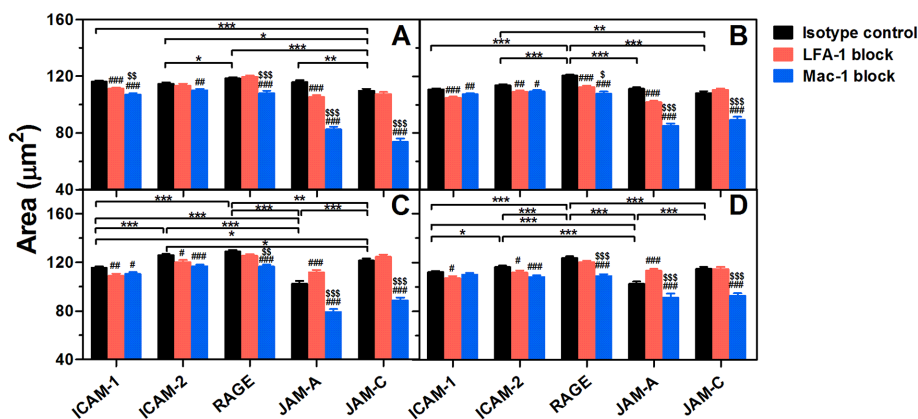 *** ** Isotype control
* A *** B LFA-1 block
*** *** *** Mac-1 block
* ** *** ***
160
120
80
40
### $$ ### ## $$$ ### ### $$$ ### $$$ ###
### ## ## # ### $ ### ### $$$ ### $$$ ###
Area (μm²)
*** ** *** ***
*** *** C *** *** *** D
*** *** *** ***
* * * ***
160
120
80
40
## # # ### $$ ### ### $$$ ### $$$ ###
# # ### $$$ ### ### $$$ ### $$$ ###
ICAM-1 ICAM-2 RAGE JAM-A JAM-C ICAM-1 ICAM-2 RAGE JAM-A JAM-C